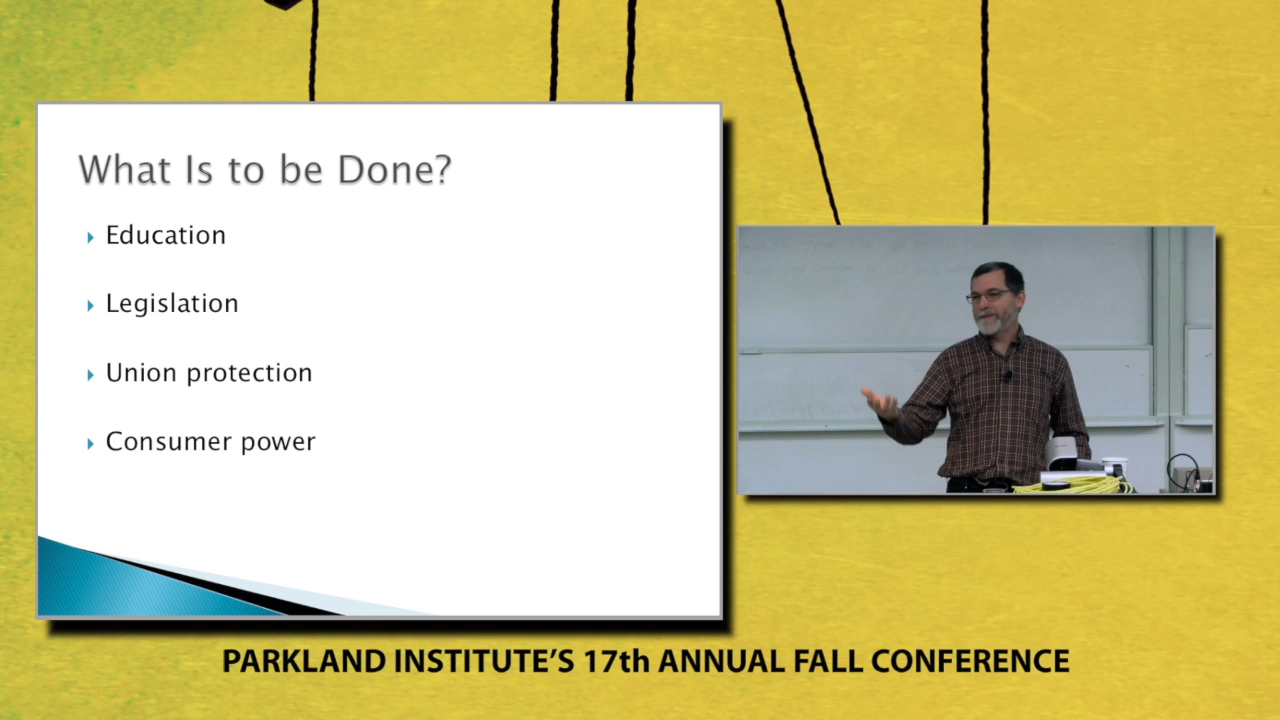 What Is to be Done?
Education
Legislation
Union protection
Consumer power
PARKLAND INSTITUTE'S 17th ANNUAL FALL CONFERENCE